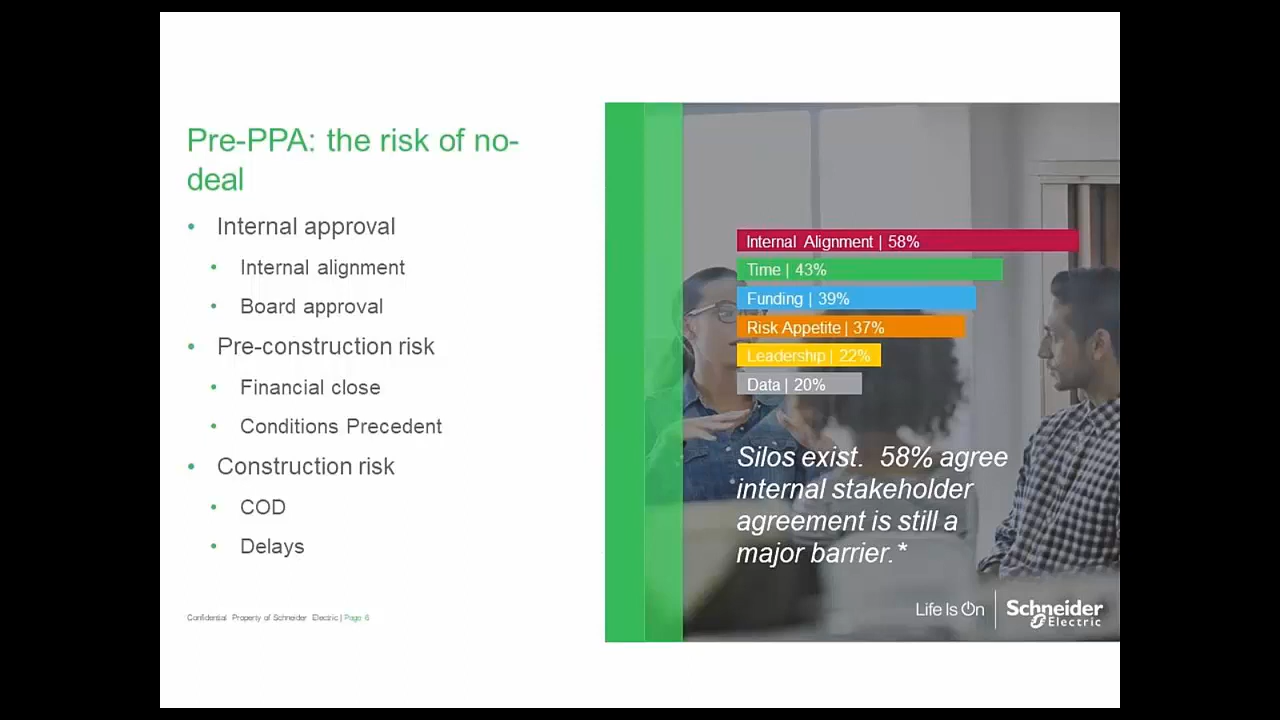 Pre-PPA: the risk of no-
deal
• Internal approval
• Internal alignment
• Board approval
• Pre-construction risk
• Financial close
• Conditions Precedent
• Construction risk
• COD
• Delays
Confidential Property of Schneider Electric | Page 6
Internal Alignment | 58%
Time | 43%
Funding | 39%
Risk Appetite | 37%
Leadership | 22%
Data | 20%
Silos exist. 58% agree
internal stakeholder
agreement is still a
major barrier.*
Life Is On
Schneider
Electric